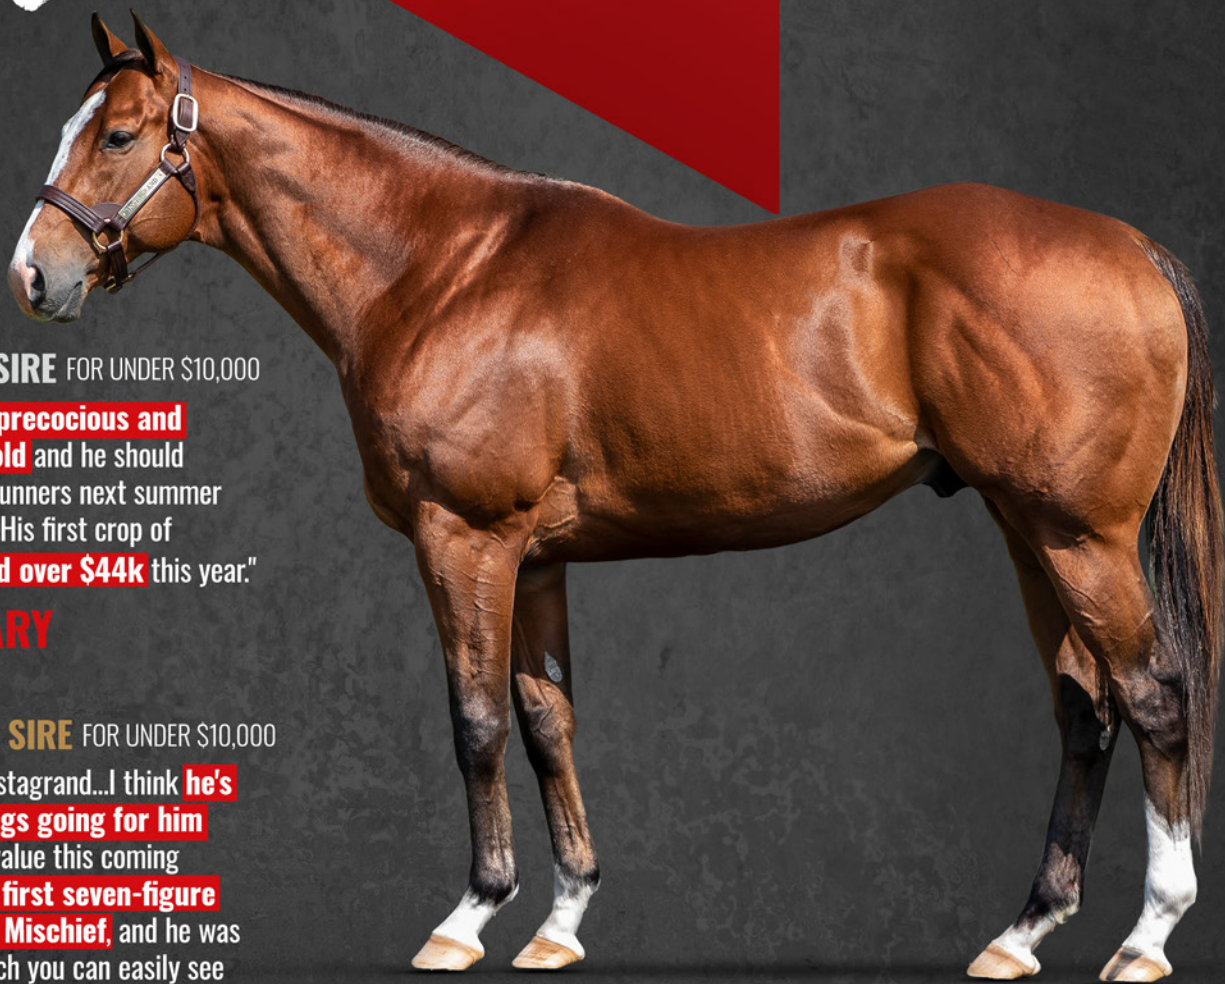 SIRE FOR UNDER $10,000
precocious and
old and he should
unners next summer
His first crop of
d over $44k this year."
ARY
SIRE FOR UNDER $10,000
stagrand...I think he's
gs going for him
value this coming
first seven-figure
Mischief, and he was
ch you can easily see